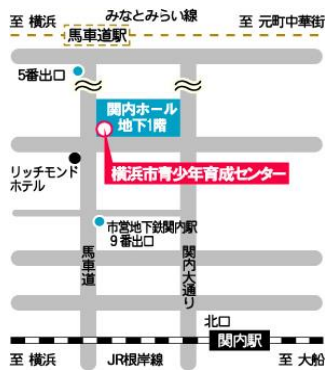 至 横浜
みなとみらい線
至 元町中華街
馬車道駅
5番出口
関内ホール
地下1階
リッチモンド
ホテル
横浜市青少年育成センター
市営地下鉄関内駅
9番出口
馬車道
関内大通り
北口
関内駅
至 横浜
JR根岸線
至 大船